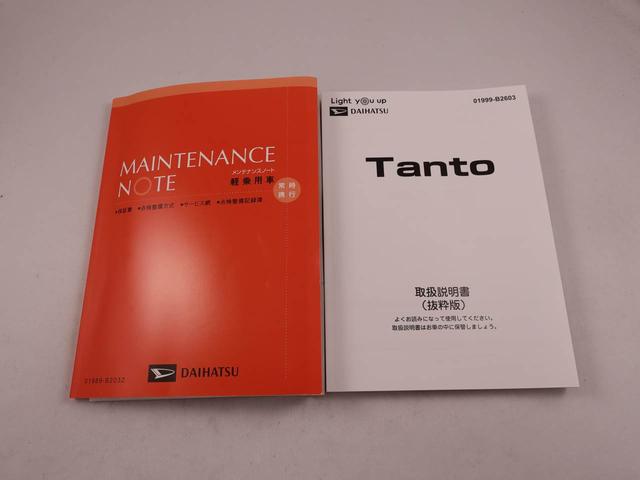 MAINTENANCE
NOTE
メンテナンスノート
軽乗用車
常時
携行
●保証書 ●点検整備方式 ●サービス網 ●点検整備記録簿
DAIHATSU
01989-B2032
Light you up
DAIHATSU
01999-B2603
Tanto
取扱説明書
（抜粋版）
よくお読みになって使用してください。
取扱説明書はお車の中に保管しましょう。